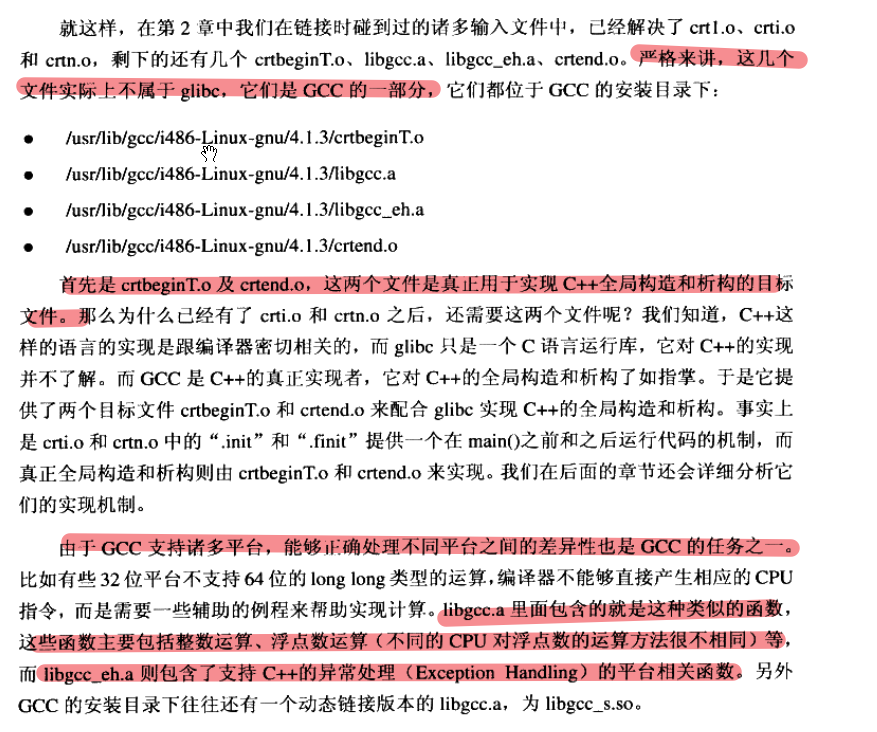 就这样，在第 2 章中我们在链接时碰到过的诸多输入文件中，已经解决了 crt1.o、crti.o
和 crtn.o，剩下的还有几个 crtbeginT.o、libgcc.a、libgcc_eh.a、crtend.o。严格来讲，这几个
文件实际上不属于 glibc，它们是 GCC 的一部分，它们都位于 GCC 的安装目录下：
● /usr/lib/gcc/i486-Linux-gnu/4.1.3/crtbeginT.o
● /usr/lib/gcc/i486-Linux-gnu/4.1.3/libgcc.a
● /usr/lib/gcc/i486-Linux-gnu/4.1.3/libgcc_eh.a
● /usr/lib/gcc/i486-Linux-gnu/4.1.3/crtend.o
首先是 crtbeginT.o 及 crtend.o，这两个文件是真正用于实现 C++全局构造和析构的目标
文件。那么为什么已经有了 crti.o 和 crtn.o 之后，还需要这两个文件呢？我们知道，C++这
样的语言的实现是跟编译器密切相关的，而 glibc 只是一个 C 语言运行库，它对 C++的实现
并不了解。而 GCC 是 C++的真正实现者，它对 C++的全局构造和析构了如指掌。于是它提
供了两个目标文件 crtbeginT.o 和 crtend.o 来配合 glibc 实现 C++的全局构造和析构。事实上
是 crti.o 和 crtn.o 中的“.init”和“.finit”提供一个在 main()之前和之后运行代码的机制，而
真正全局构造和析构则由 crtbeginT.o 和 crtend.o 来实现。我们在后面的章节还会详细分析它
们的实现机制。
由于 GCC 支持诸多平台，能够正确处理不同平台之间的差异性也是 GCC 的任务之一。
比如有些 32 位平台不支持 64 位的 long long 类型的运算，编译器不能够直接产生相应的 CPU
指令，而是需要一些辅助的例程来帮助实现计算。libgcc.a 里面包含的就是这种类似的函数，
这些函数主要包括整数运算、浮点数运算（不同的 CPU 对浮点数的运算方法很不相同）等，
而 libgcc_eh.a 则包含了支持 C++的异常处理（Exception Handling）的平台相关函数。另外
GCC 的安装目录下往往还有一个动态链接版本的 libgcc.a，为 libgcc_s.so。